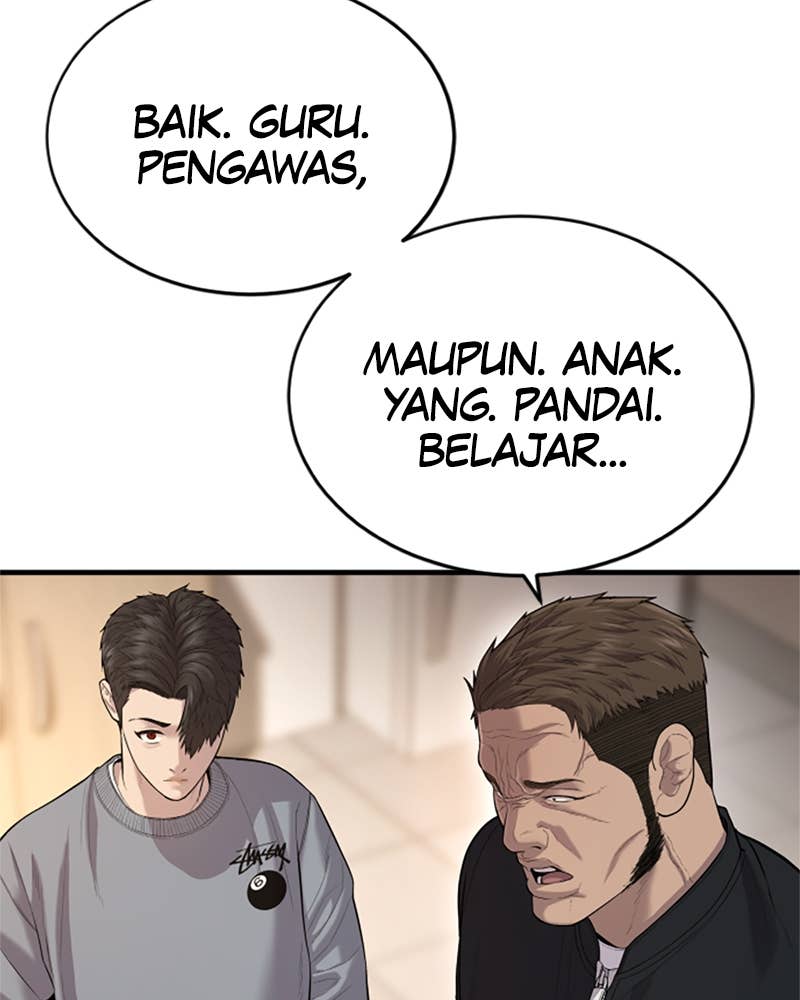 BAIK. GURU.
PENGAWAS,
MAUPUN. ANAK.
YANG. PANDAI.
BELAJAR...